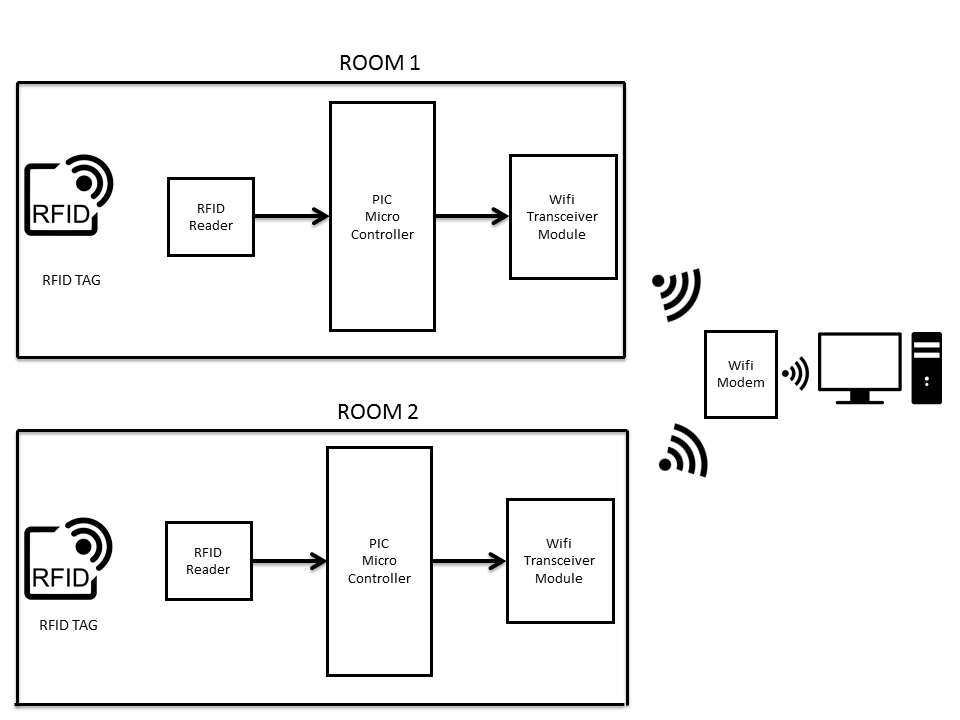 ROOM 1
RFID
RFID TAG
RFID
Reader
PIC
Micro
Controller
Wifi
Transceiver
Module
Wifi
Modem
ROOM 2
RFID
RFID TAG
RFID
Reader
PIC
Micro
Controller
Wifi
Transceiver
Module